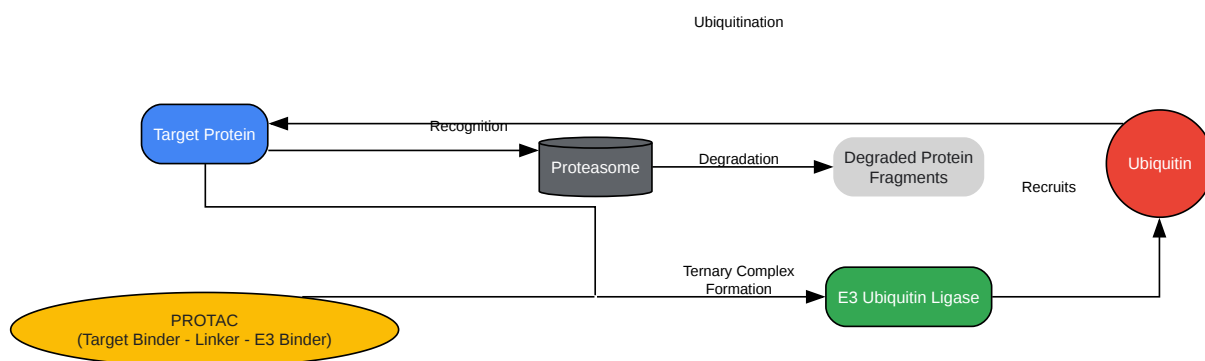 Ubiquitination
Target Protein
Recognition
Proteasome
Degradation
Degraded Protein
Fragments
Ubiquitin
Recruits
Ternary Complex
Formation
E3 Ubiquitin Ligase
PROTAC
(Target Binder - Linker - E3 Binder)